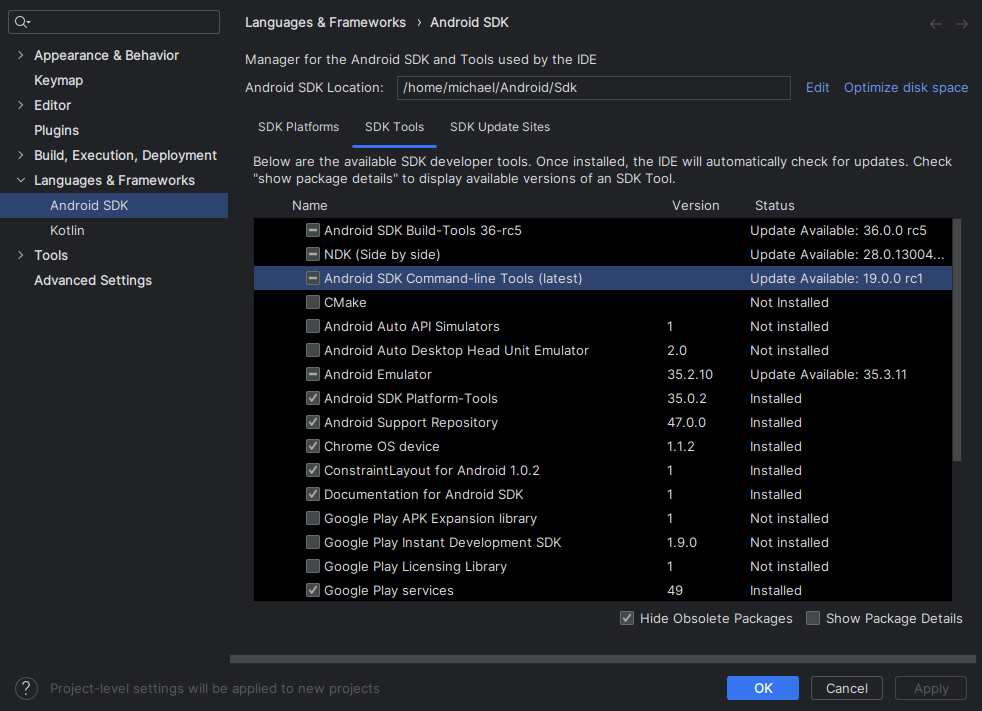 Languages & Frameworks › Android SDK
Appearance & Behavior
Keymap
Editor
Plugins
Build, Execution, Deployment
Languages & Frameworks
Android SDK
Kotlin
Tools
Advanced Settings
Manager for the Android SDK and Tools used by the IDE
Android SDK Location: /home/michael/Android/Sdk Edit Optimize disk space
SDK Platforms SDK Tools SDK Update Sites
Below are the available SDK developer tools. Once installed, the IDE will automatically check for updates. Check
"show package details" to display available versions of an SDK Tool.
Name Version Status
Android SDK Build-Tools 36-rc5 Update Available: 36.0.0 rc5
NDK (Side by side) Update Available: 28.0.13004...
Android SDK Command-line Tools (latest) Update Available: 19.0.0 rc1
CMake Not Installed
Android Auto API Simulators 1 Not installed
Android Auto Desktop Head Unit Emulator 2.0 Not installed
Android Emulator 35.2.10 Update Available: 35.3.11
Android SDK Platform-Tools 35.0.2 Installed
Android Support Repository 47.0.0 Installed
Chrome OS device 1.1.2 Installed
ConstraintLayout for Android 1.0.2 1 Installed
Documentation for Android SDK 1 Installed
Google Play APK Expansion library 1 Not installed
Google Play Instant Development SDK 1.9.0 Not installed
Google Play Licensing Library 1 Not installed
Google Play services 49 Installed
Hide Obsolete Packages Show Package Details
? Project-level settings will be applied to new projects
OK Cancel Apply